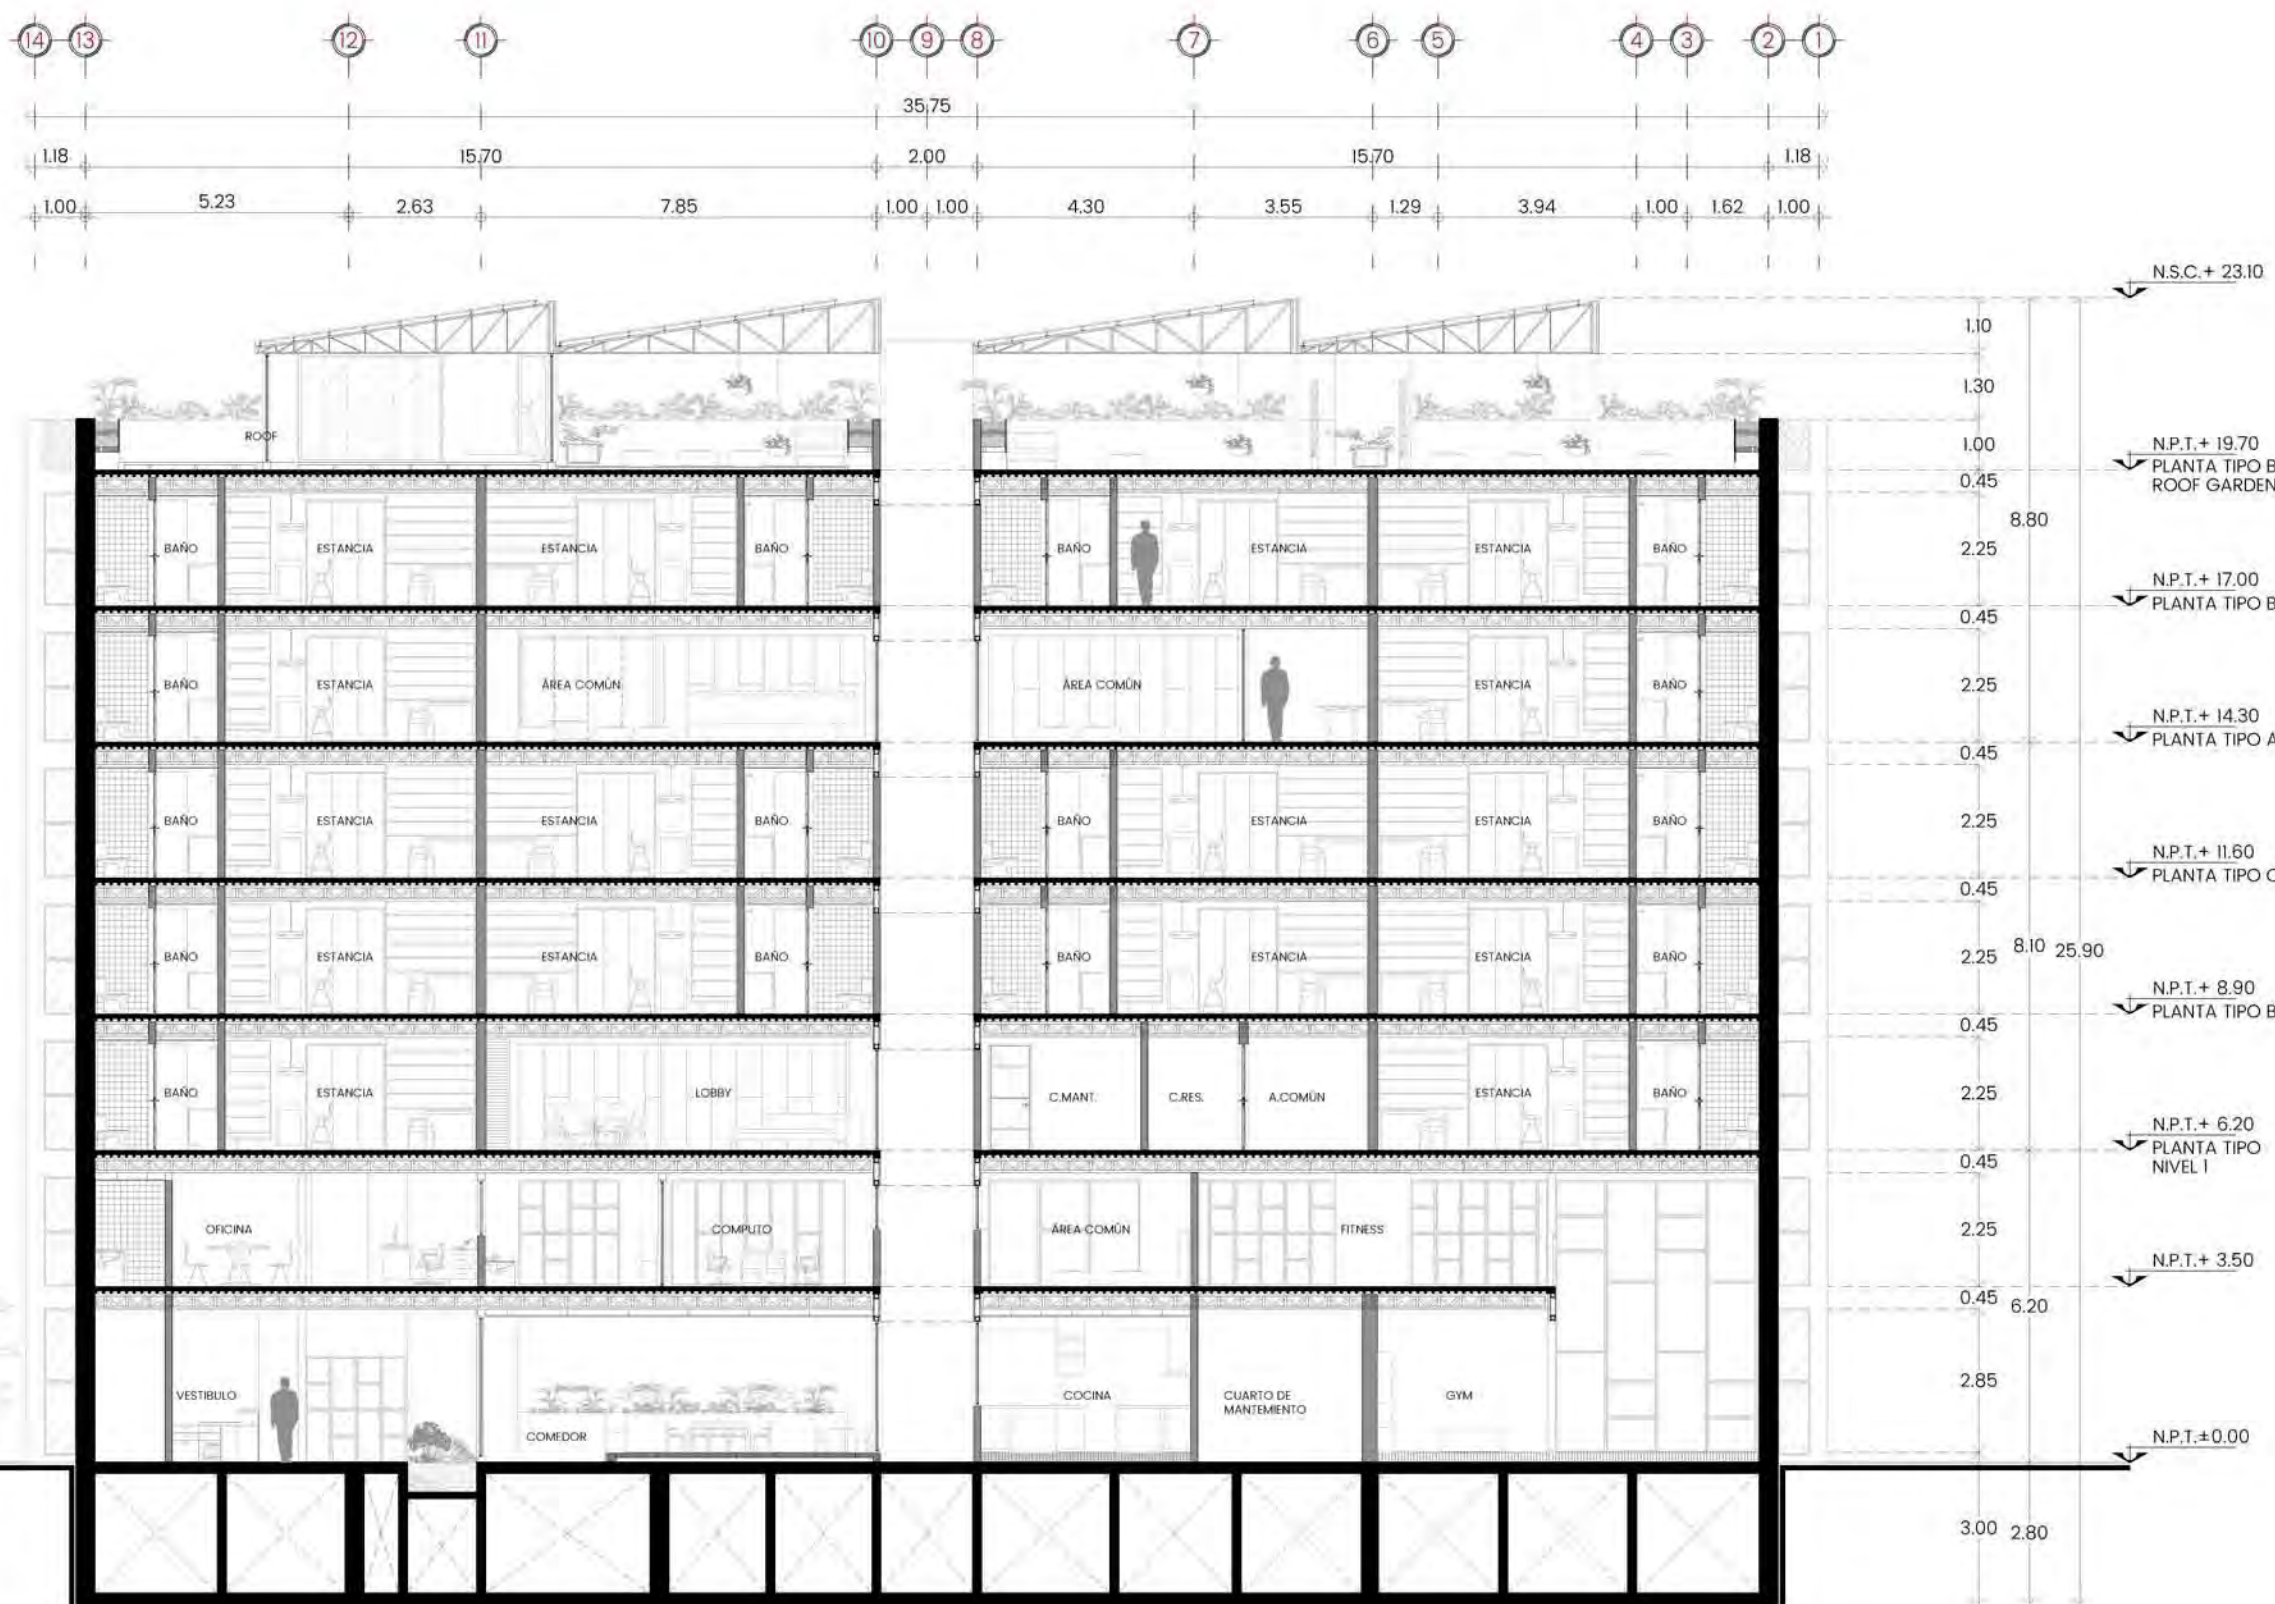 14 13 12 11 10 9 8 7 6 5 4 3 2 1
35.75
1.18 15.70 2.00 15.70 1.18
1.00 5.23 2.63 7.85 1.00 1.00 4.30 3.55 1.29 3.94 1.00 1.62 1.00
N.S.C.+ 23.10
1.10
1.30
ROOF
1.00
N.P.T.+ 19.70
PLANTA TIPO B
ROOF GARDEN
0.45
8.80
BAÑO ESTANCIA ESTANCIA BAÑO BAÑO ESTANCIA ESTANCIA BAÑO
2.25
N.P.T.+ 17.00
PLANTA TIPO B
0.45
BAÑO ESTANCIA ÁREA COMÚN ÁREA COMÚN ESTANCIA BAÑO
2.25
N.P.T.+ 14.30
PLANTA TIPO A
0.45
BAÑO ESTANCIA ESTANCIA BAÑO BAÑO ESTANCIA ESTANCIA BAÑO
2.25
N.P.T.+ 11.60
PLANTA TIPO C
0.45
8.10 25.90
BAÑO ESTANCIA ESTANCIA BAÑO BAÑO ESTANCIA ESTANCIA BAÑO
2.25
N.P.T.+ 8.90
PLANTA TIPO B
0.45
BAÑO ESTANCIA LOBBY C.MANT. C.RES. A.COMÚN ESTANCIA BAÑO
2.25
N.P.T.+ 6.20
PLANTA TIPO
NIVEL 1
0.45
OFICINA COMPUTO ÁREA COMÚN FITNESS
2.25
N.P.T.+ 3.50
0.45
6.20
2.85
VESTIBULO COCINA CUARTO DE
MANTEMIENTO
GYM
COMEDOR
N.P.T.±0.00
3.00 2.80